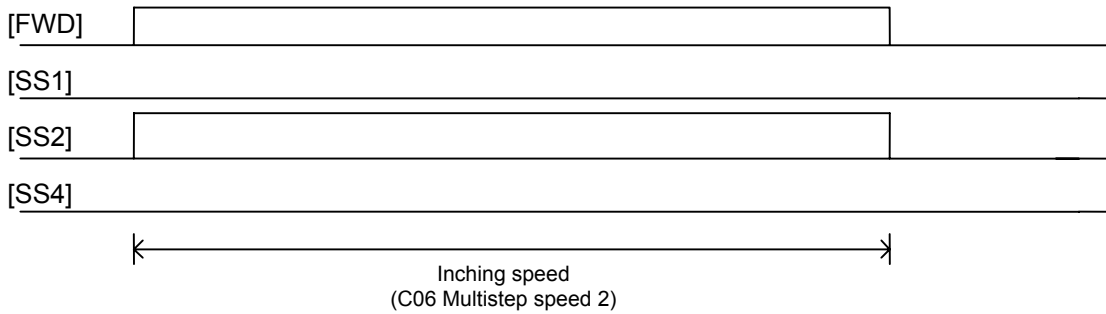 [FWD]
[SS1]
[SS2]
[SS4]
Inching speed
(C06 Multistep speed 2)